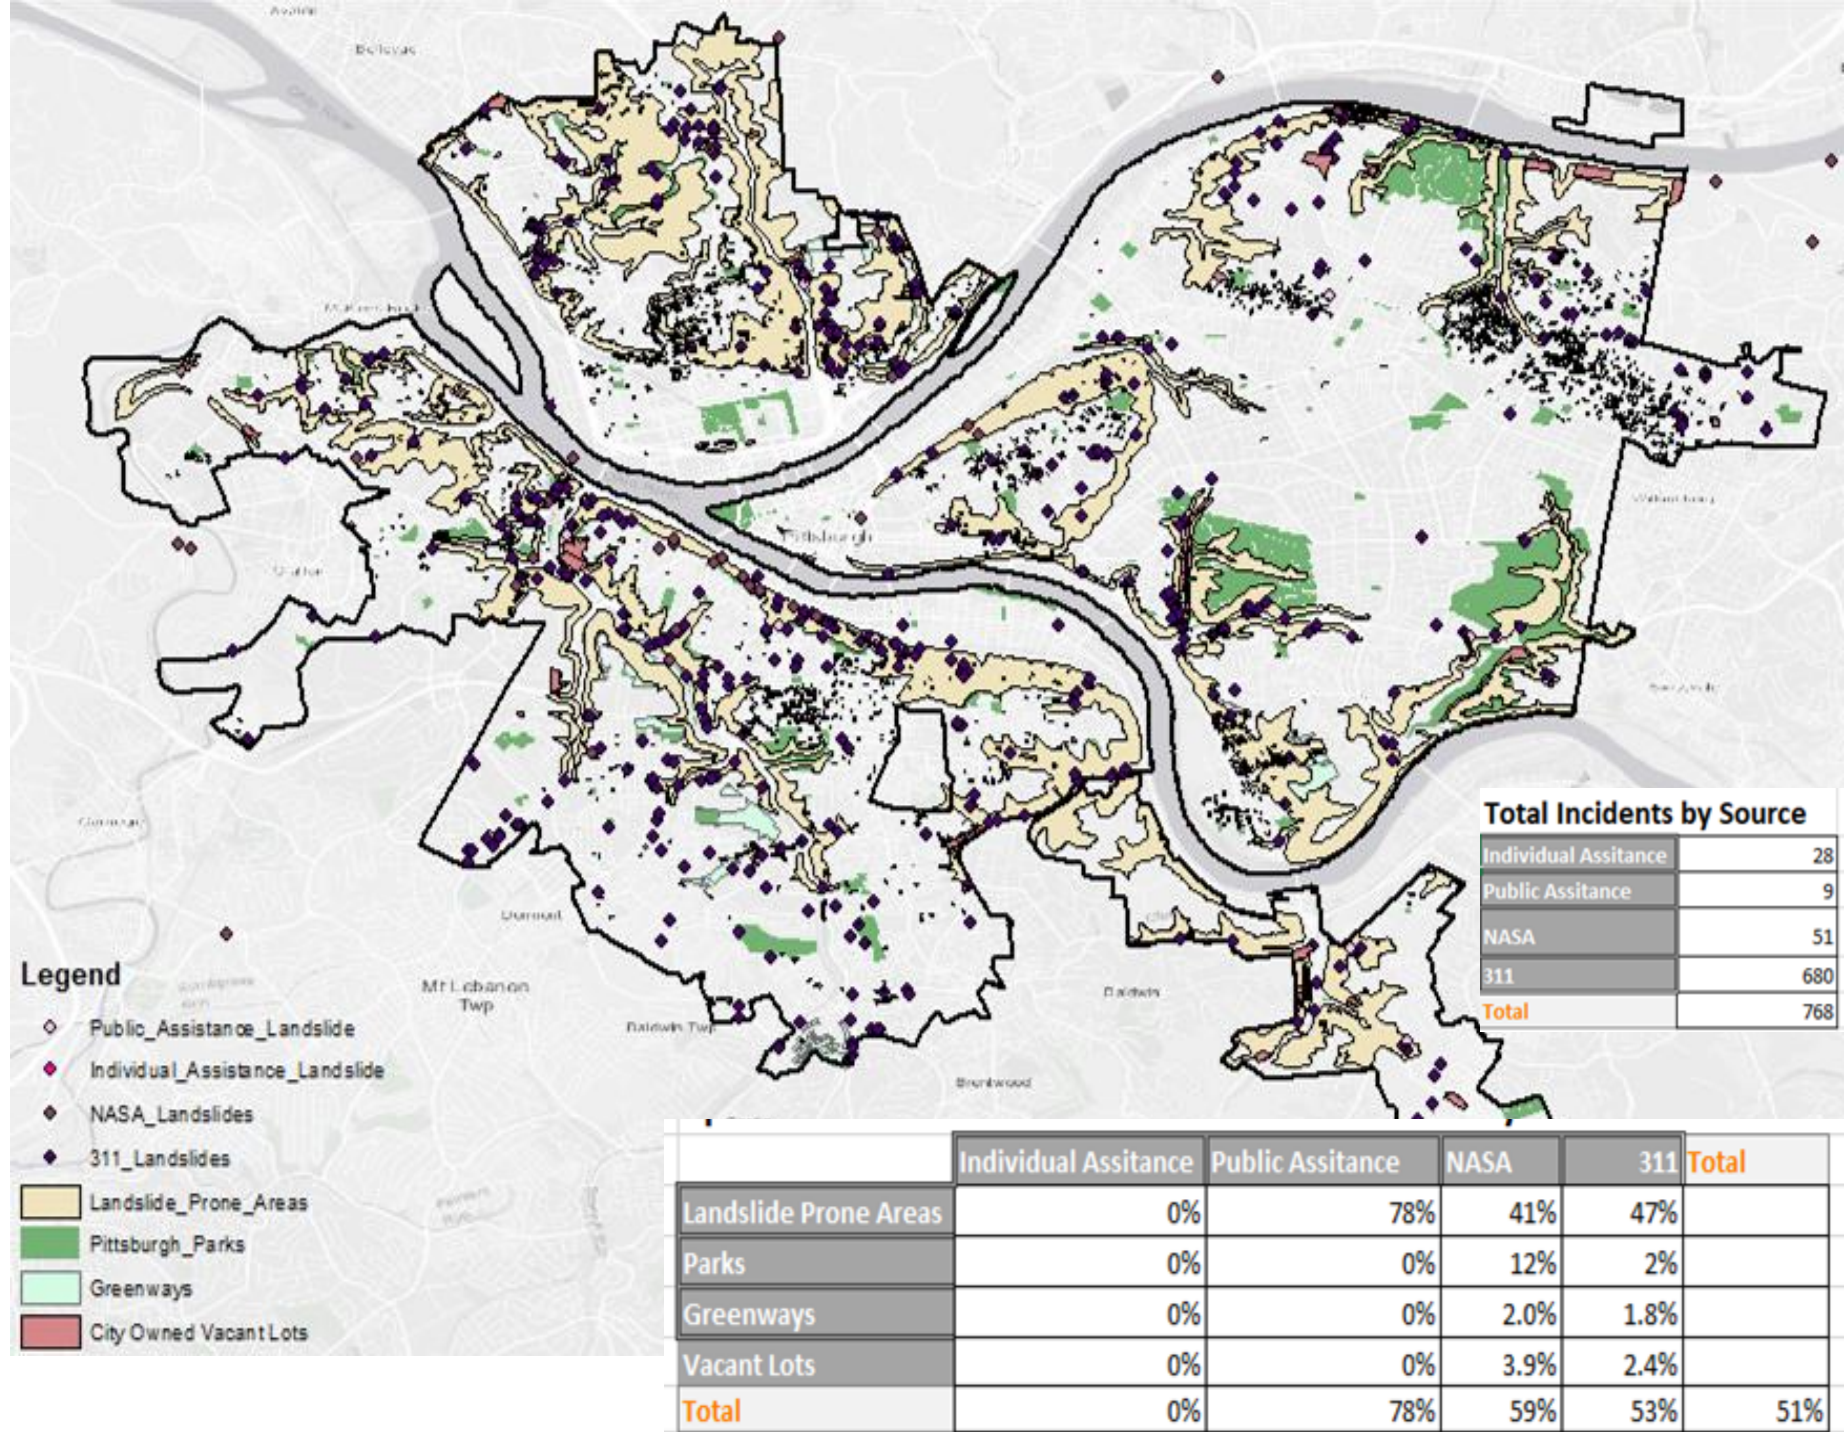 Bellevue
Pittsburgh
Crafton
Dormont
Mt Lebanon
Twp
Baldwin Twp
Baldwin
Brentwood
Total Incidents by Source
Individual Assitance 28
Public Assitance 9
NASA 51
311 680
Total 768
Legend
Public_Assistance_Landslide
Individual_Assistance_Landslide
NASA_Landslides
311_Landslides
Landslide_Prone_Areas
Pittsburgh_Parks
Greenways
City Owned Vacant Lots
Individual Assitance Public Assitance NASA 311 Total
Landslide Prone Areas 0% 78% 41% 47%
Parks 0% 0% 12% 2%
Greenways 0% 0% 2.0% 1.8%
Vacant Lots 0% 0% 3.9% 2.4%
Total 0% 78% 59% 53% 51%